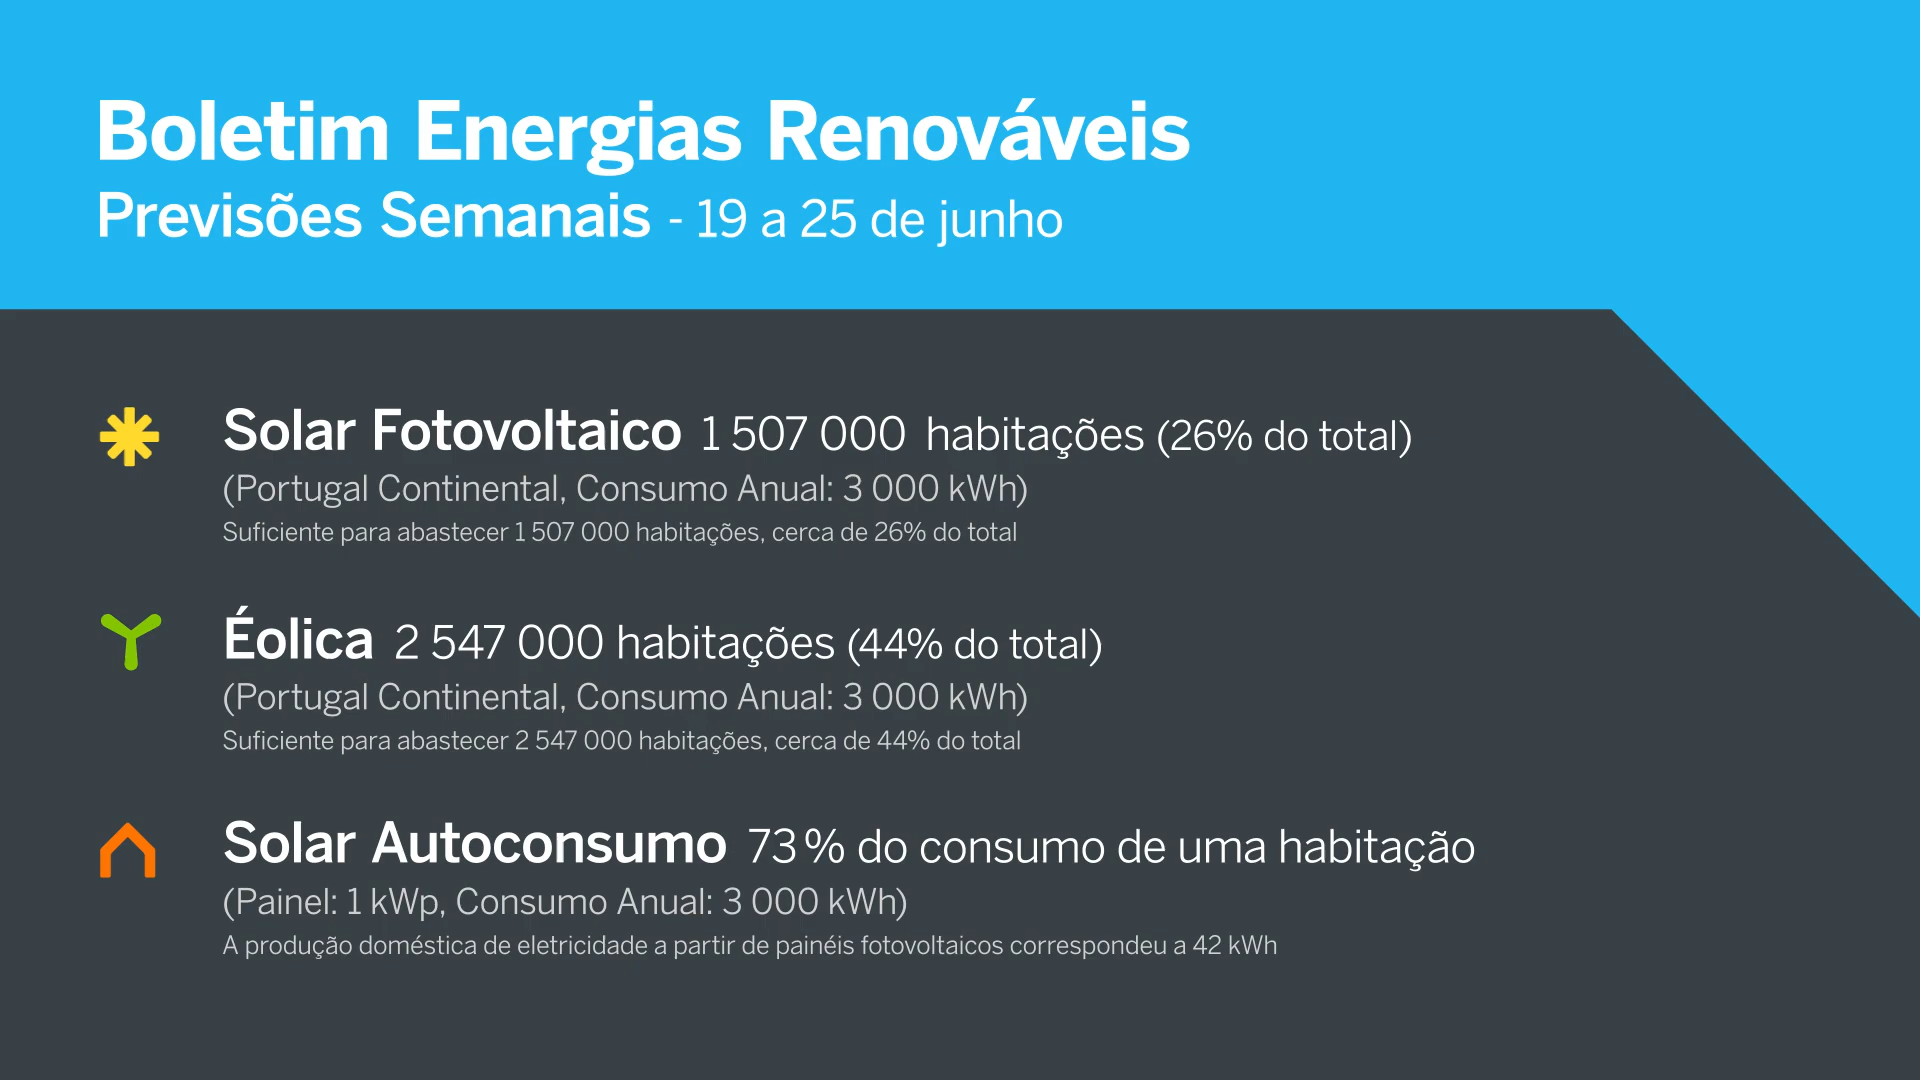 Boletim Energias Renováveis
Previsões Semanais - 19 a 25 de junho
Solar Fotovoltaico 1 507 000 habitações (26% do total)
(Portugal Continental, Consumo Anual: 3 000 kWh)
Suficiente para abastecer 1 507 000 habitações, cerca de 26% do total
Éolica 2 547 000 habitações (44% do total)
(Portugal Continental, Consumo Anual: 3 000 kWh)
Suficiente para abastecer 2 547 000 habitações, cerca de 44% do total
Solar Autoconsumo 73 % do consumo de uma habitação
(Painel: 1 kWp, Consumo Anual: 3 000 kWh)
A produção doméstica de eletricidade a partir de painéis fotovoltaicos correspondeu a 42 kWh